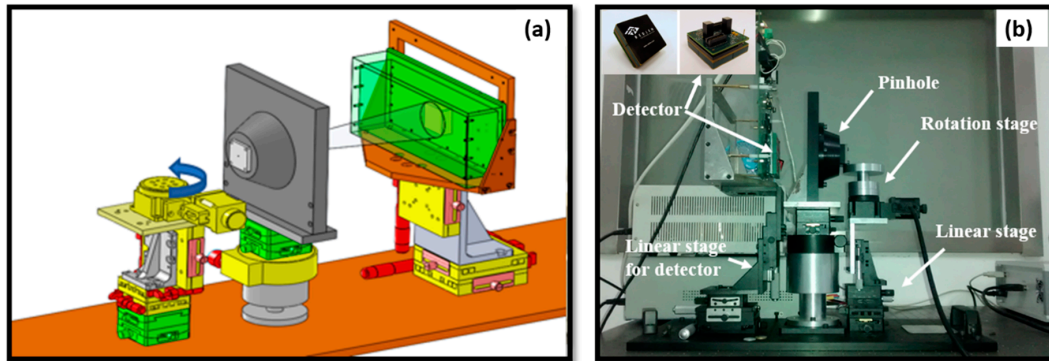 (a)
(b)
Pinhole
Detector
Rotation stage
Linear stage
for detector
Linear stage